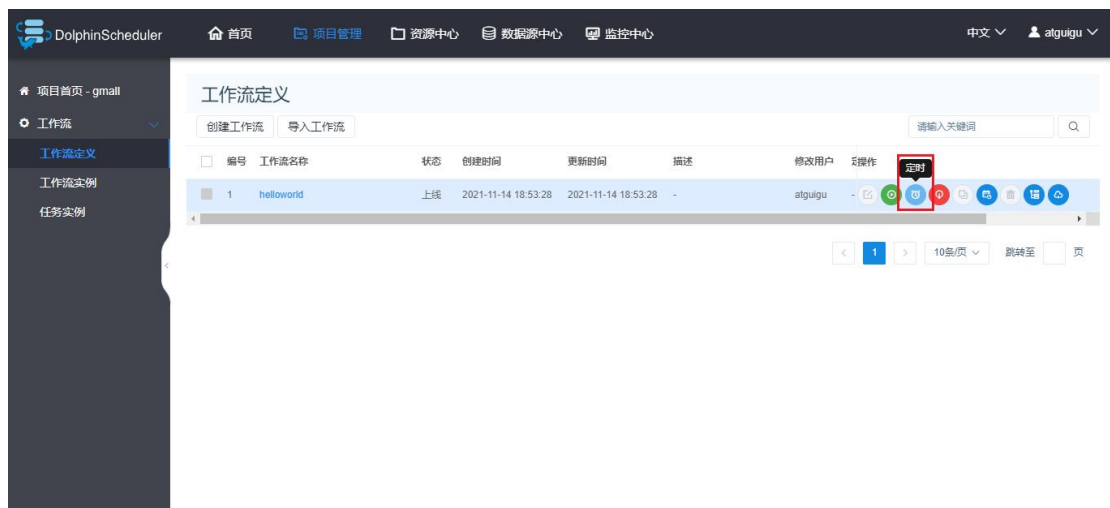 DolphinScheduler 首页 项目管理 资源中心 数据源中心 监控中心 中文 atguigu
项目首页 - gmall
工作流
工作流定义
工作流实例
任务实例
工作流定义
创建工作流 导入工作流 请输入关键词
编号 工作流名称 状态 创建时间 更新时间 描述 修改用户 操作
定时
1 helloworld 上线 2021-11-14 18:53:28 2021-11-14 18:53:28 - atguigu -
< 1 > 10条/页 跳转至 页